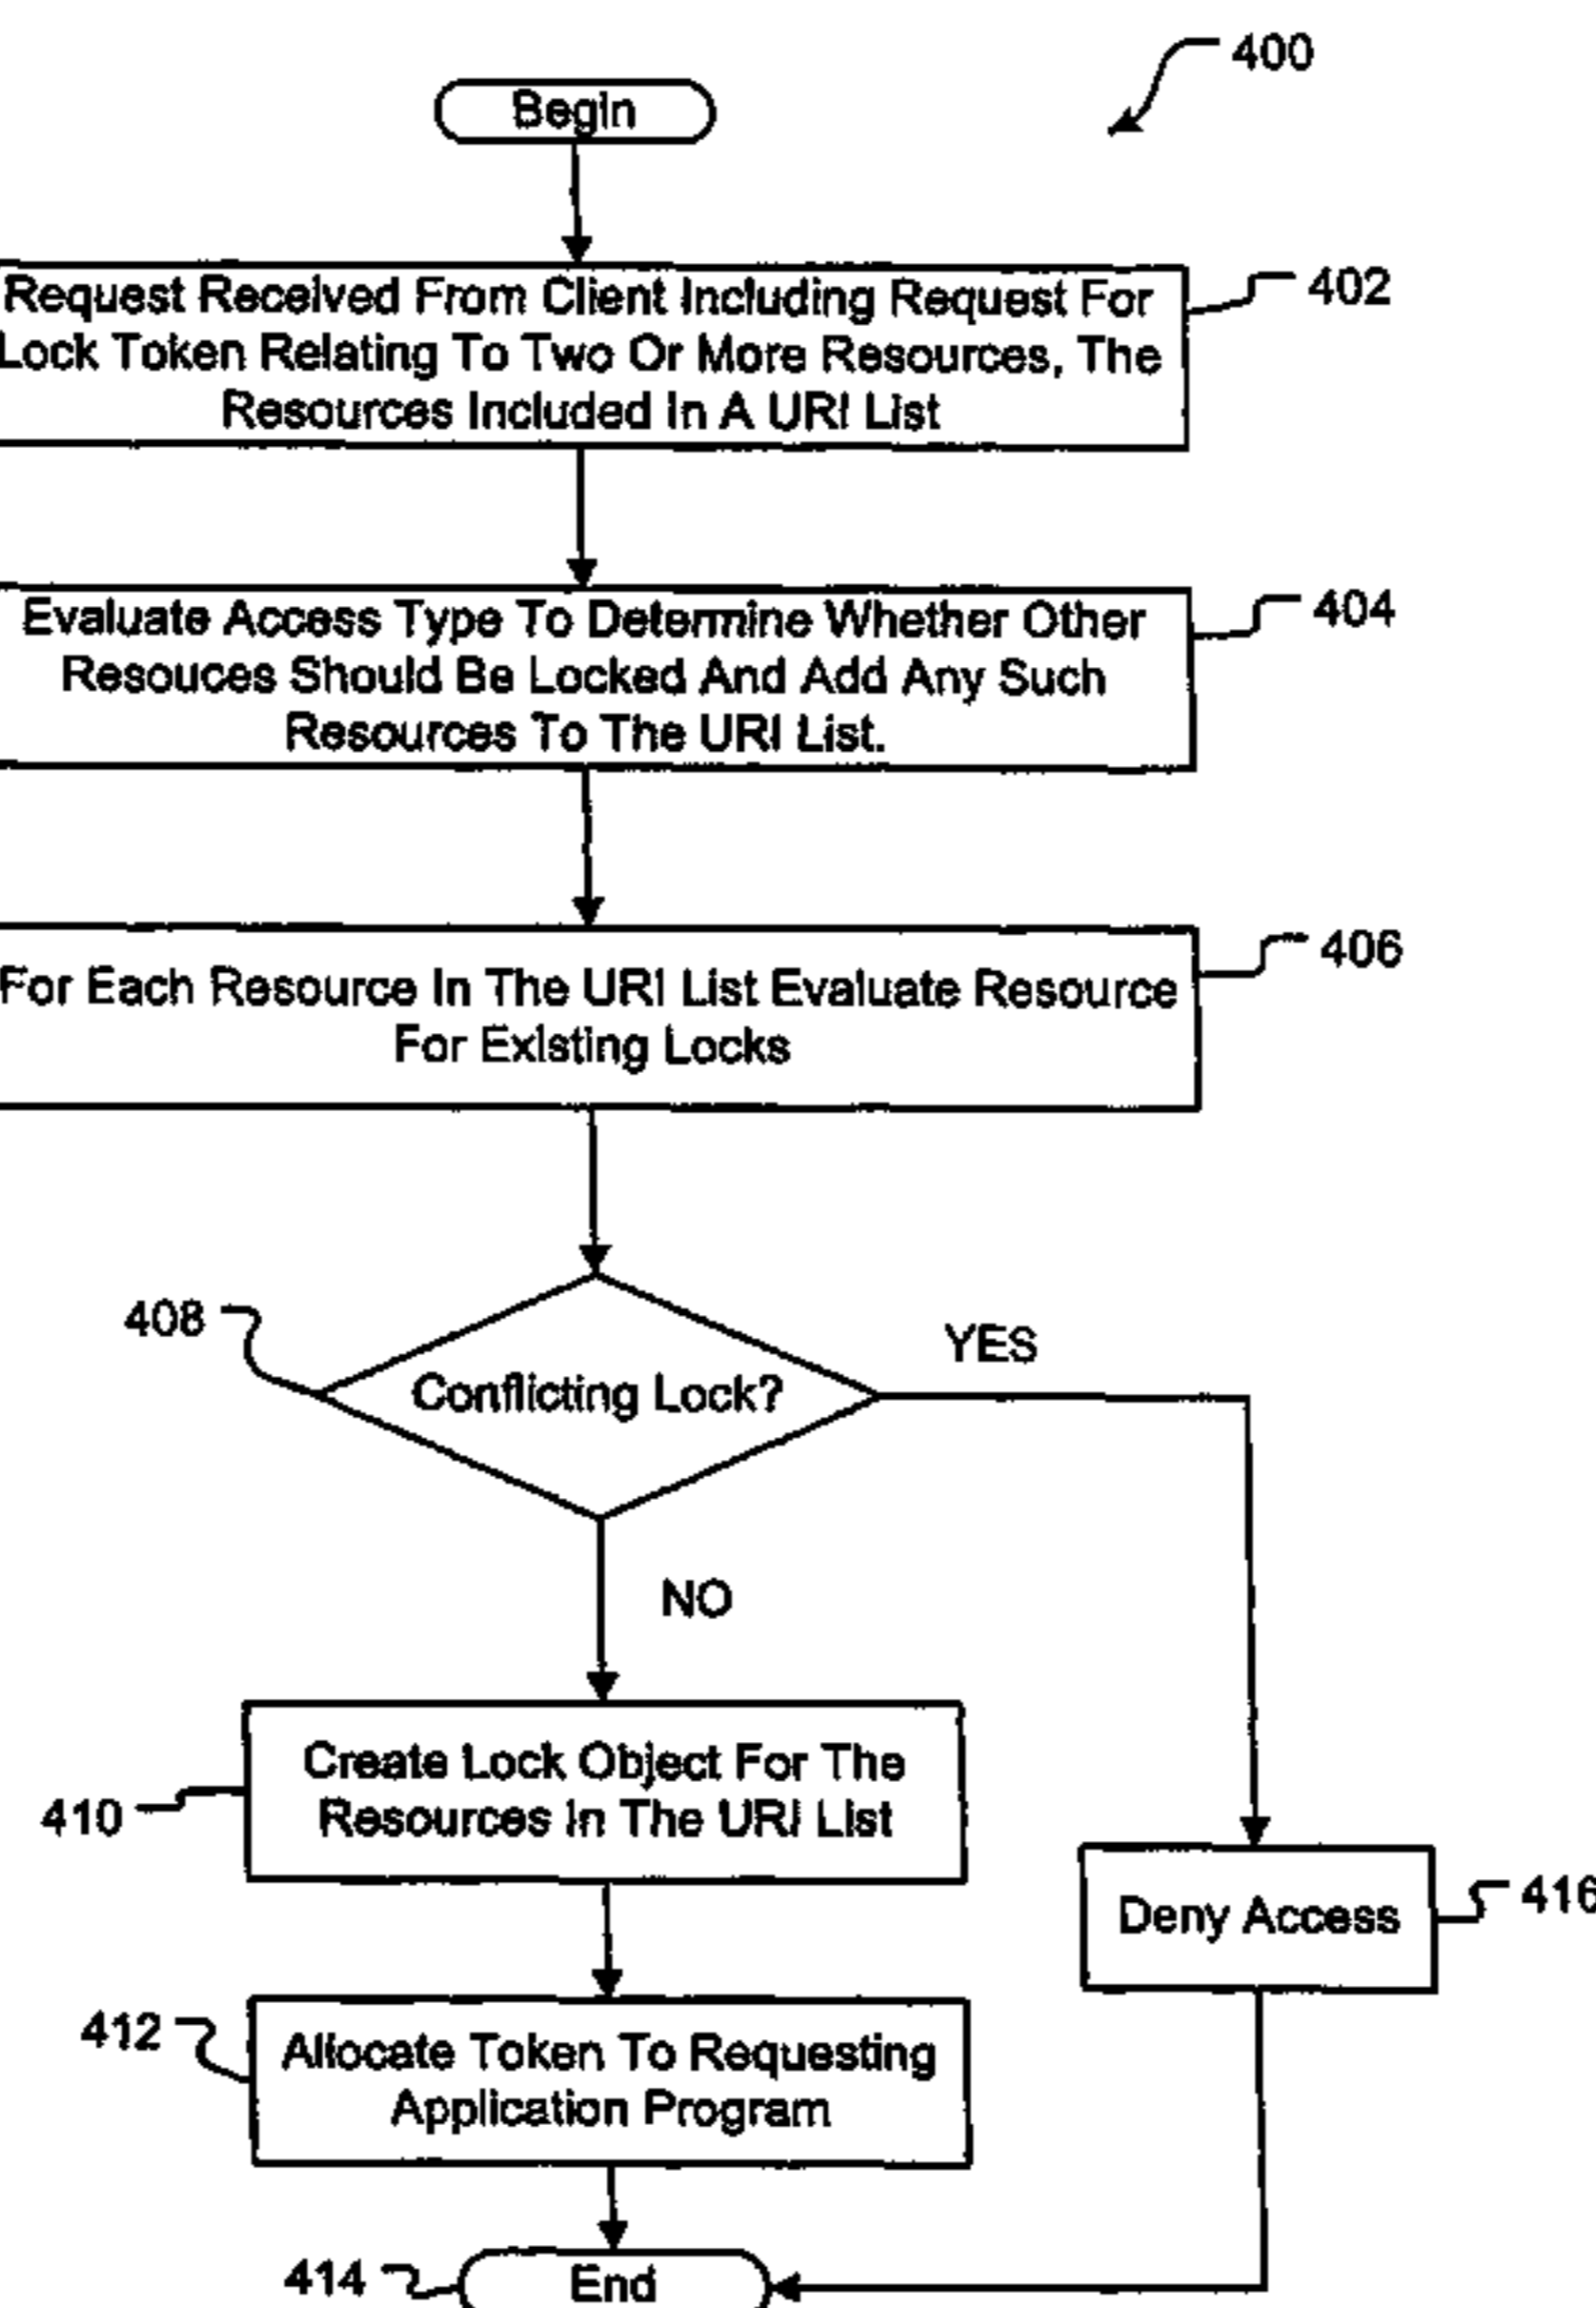 400
Begin
Request Received From Client Including Request For
Lock Token Relating To Two Or More Resources, The
Resources Included In A URI List
402
Evaluate Access Type To Determine Whether Other
Resouces Should Be Locked And Add Any Such
Resources To The URI List.
404
For Each Resource In The URI List Evaluate Resource
For Existing Locks
406
408
Conflicting Lock?
YES
NO
Create Lock Object For The
Resources In The URI List
410
Deny Access
416
412
Allocate Token To Requesting
Application Program
414
End